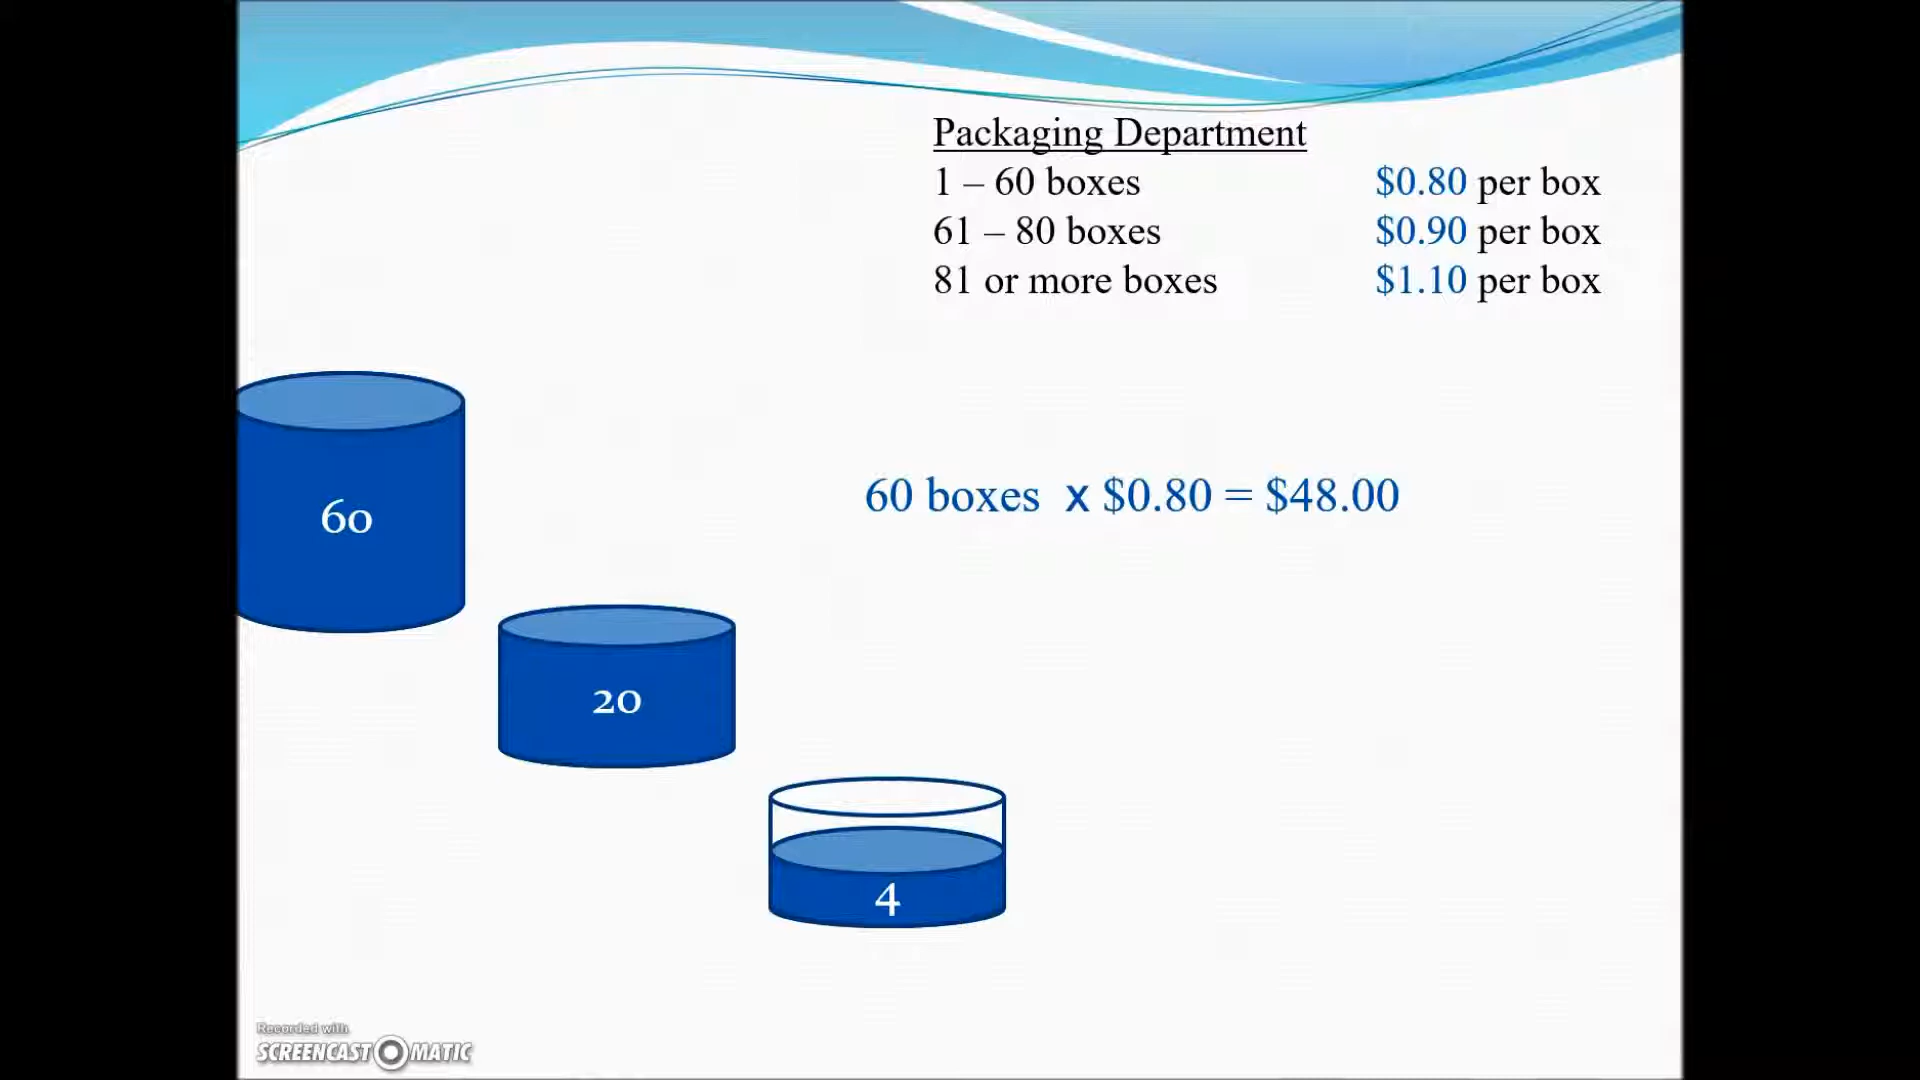 Packaging Department
1 – 60 boxes $0.80 per box
61 – 80 boxes $0.90 per box
81 or more boxes $1.10 per box
60
60 boxes x $0.80 = $48.00
20
4
Recorded with
SCREENCAST-O-MATIC